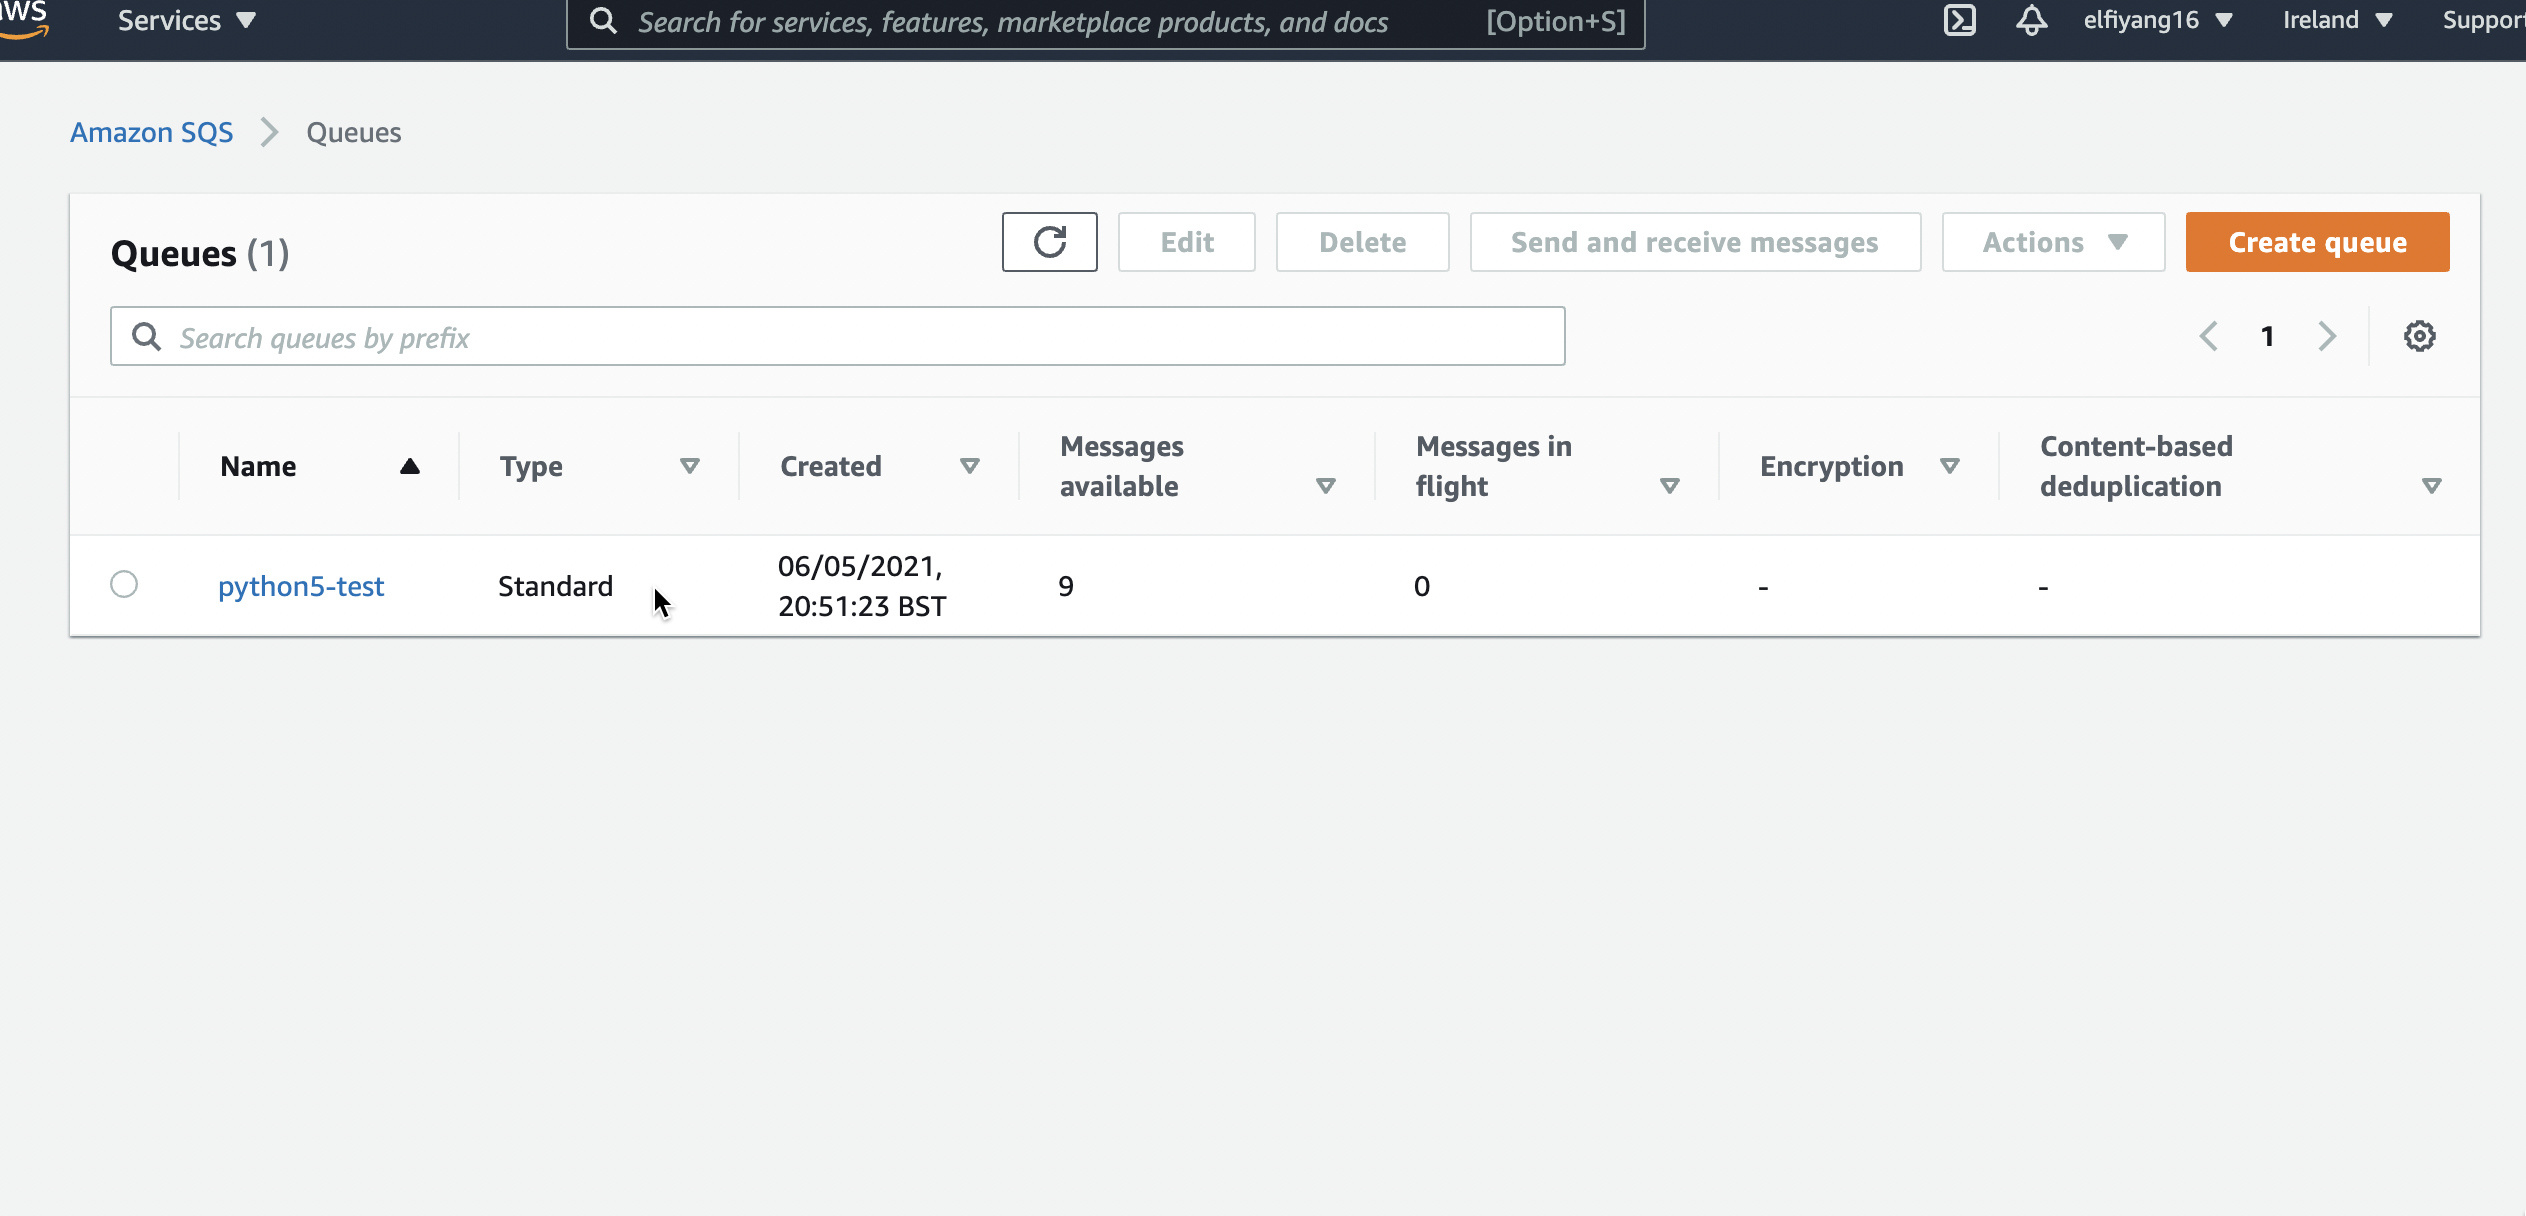 Services
Search for services, features, marketplace products, and docs [Option+S]
elfiyang16 Ireland
Amazon SQS Queues
Queues (1)
Edit Delete Send and receive messages Actions Create queue
Search queues by prefix
1
Name Type Created Messages available Messages in flight Encryption Content-based deduplication
python5-test Standard 06/05/2021, 20:51:23 BST 9 0 - -